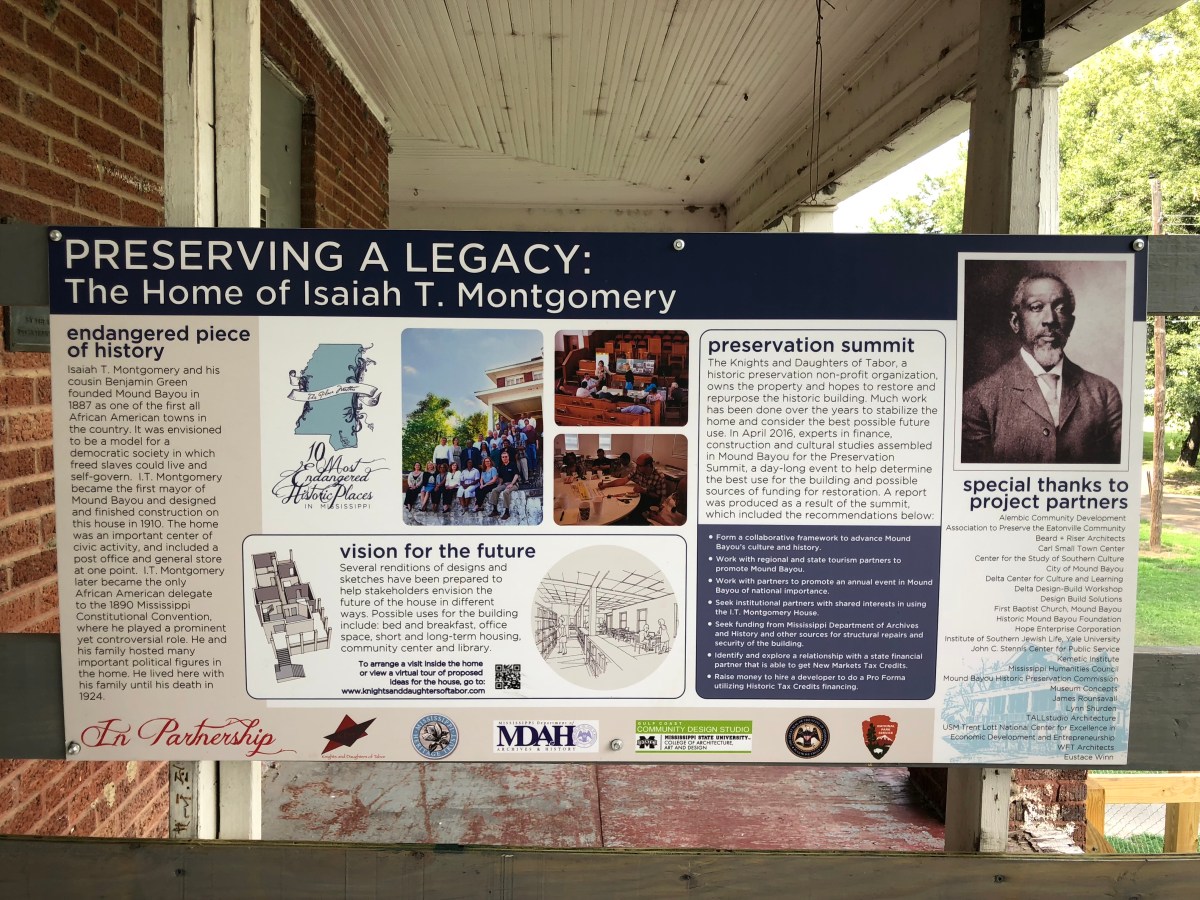 PRESERVING A LEGACY:
The Home of Isaiah T. Montgomery
endangered piece
of history
Isaiah T. Montgomery and his
cousin Benjamin Green
founded Mound Bayou in
1887 as one of the first all
African American towns in
the country. It was envisioned
to be a model for a
democratic society in which
freed slaves could live and
self-govern. I.T. Montgomery
became the first mayor of
Mound Bayou and designed
and finished construction on
this house in 1910. The home
was an important center of
civic activity, and included a
post office and general store
at one point. I.T. Montgomery
later became the only
African American delegate
to the 1890 Mississippi
Constitutional Convention,
where he played a prominent
yet controversial role. He and
his family hosted many
important political figures in
the home. He lived here with
his family until his death in
1924.
10 Most
Endangered
Historic Places
IN MISSISSIPPI
vision for the future
Several renditions of designs and
sketches have been prepared to
help stakeholders envision the
future of the house in different
ways. Possible uses for the building
include: bed and breakfast, office
space, short and long-term housing,
community center and library.
To arrange a visit inside the home
or view a virtual tour of proposed
ideas for the house, go to:
www.knightsanddaughtersoftabor.com
preservation summit
The Knights and Daughters of Tabor, a
historic preservation non-profit organization,
owns the property and hopes to restore and
repurpose the historic building. Much work
has been done over the years to stabilize the
home and consider the best possible future
use. In April 2016, experts in finance,
construction and cultural studies assembled
in Mound Bayou for the Preservation
Summit, a day-long event to help determine
the best use for the building and possible
sources of funding for restoration. A report
was produced as a result of the summit,
which included the recommendations below:
• Form a collaborative framework to advance Mound
Bayou's culture and history.
• Work with regional and state tourism partners to
promote Mound Bayou.
• Work with partners to promote an annual event in Mound
Bayou of national importance.
• Seek institutional partners with shared interests in using
the I.T. Montgomery House.
• Seek funding from Mississippi Department of Archives
and History and other sources for structural repairs and
security of the building.
• Identify and explore a relationship with a state financial
partner that is able to get New Markets Tax Credits.
• Raise money to hire a developer to do a Pro Forma
utilizing Historic Tax Credits financing.
special thanks to
project partners
Alembic Community Development
Association to Preserve the Eatonville Community
Beard + Riser Architects
Carl Small Town Center
Center for the Study of Southern Culture
City of Mound Bayou
Delta Center for Culture and Learning
Delta Design-Build Workshop
Design Build Solutions
First Baptist Church, Mound Bayou
Historic Mound Bayou Foundation
Hope Enterprise Corporation
Institute of Southern Jewish Life, Yale University
John C. Stennis Center for Public Service
Kemetic Institute
Mississippi Humanities Council
Mound Bayou Historic Preservation Commission
Museum Concepts
James Rounsavall
Lynn Shurden
TALLstudio Architecture
USM-Trent Lott National Center for Excellence in
Economic Development and Entrepreneurship
WFT Architects
Eustace Winn
In Partnership
Knights and Daughters of Tabor
MISSISSIPPI Department of
MDAH
ARCHIVES & HISTORY
GULF COAST
COMMUNITY DESIGN STUDIO
MISSISSIPPI STATE UNIVERSITY
COLLEGE OF ARCHITECTURE,
ART AND DESIGN